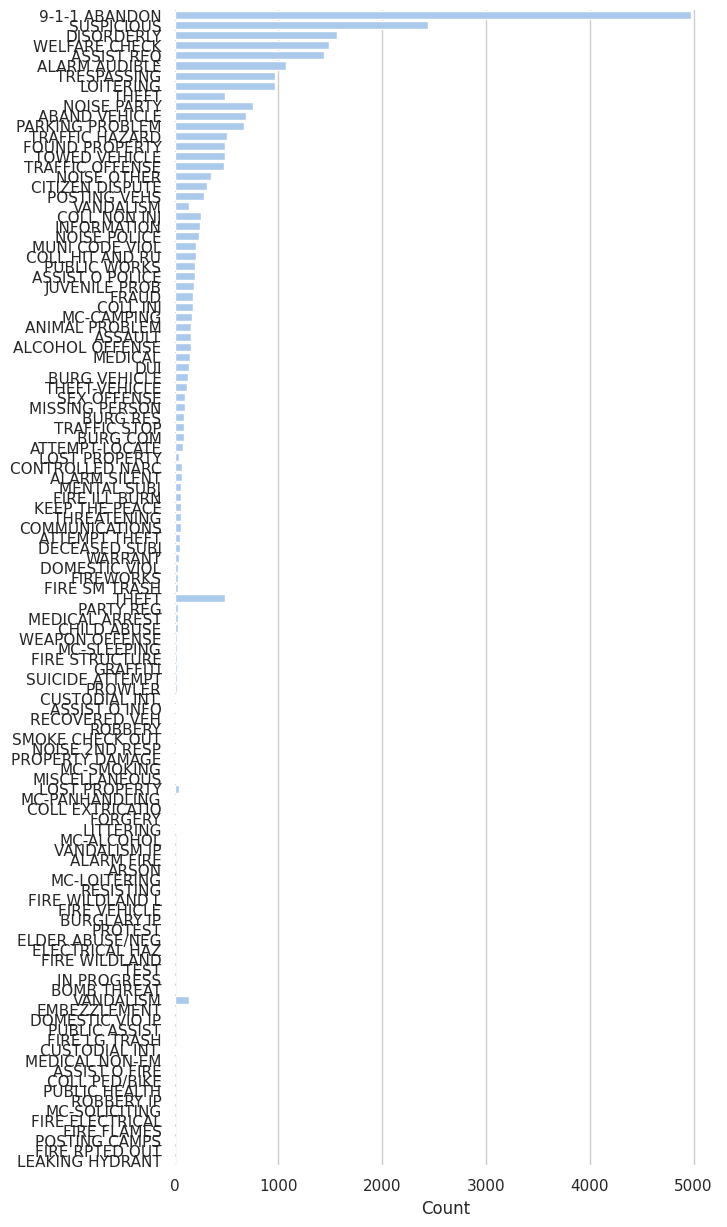 9-1-1 ABANDON
SUSPICIOUS
DISORDERLY
WELFARE CHECK
ASSIST REQ
ALARM AUDIBLE
TRESPASSING
LOITERING
THEFT
NOISE PARTY
ABAND VEHICLE
PARKING PROBLEM
TRAFFIC HAZARD
FOUND PROPERTY
TOWED VEHICLE
TRAFFIC OFFENSE
NOISE OTHER
CITIZEN DISPUTE
POSTING VEHS
VANDALISM
COLL NON INJ
INFORMATION
NOISE POLICE
MUNI CODE VIOL
COLL HIT AND RU
PUBLIC WORKS
ASSIST O POLICE
JUVENILE PROB
FRAUD
COLL INJ
MC-CAMPING
ANIMAL PROBLEM
ASSAULT
ALCOHOL OFFENSE
MEDICAL
DUI
BURG VEHICLE
THEFT-VEHICLE
SEX OFFENSE
MISSING PERSON
BURG RES
TRAFFIC STOP
BURG COM
ATTEMPT-LOCATE
LOST PROPERTY
CONTROLLED NARC
ALARM SILENT
MENTAL SUBJ
FIRE ILL BURN
KEEP THE PEACE
THREATENING
COMMUNICATIONS
ATTEMPT THEFT
DECEASED SUBJ
WARRANT
DOMESTIC VIOL
FIREWORKS
FIRE SM TRASH
THEFT
PARTY REG
MEDICAL ARREST
CHILD ABUSE
WEAPON OFFENSE
MC-SLEEPING
FIRE STRUCTURE
GRAFFITI
SUICIDE ATTEMPT
PROWLER
CUSTODIAL INT.
ASSIST O INFO
RECOVERED VEH
ROBBERY
SMOKE CHECK OUT
NOISE 2ND RESP
PROPERTY DAMAGE
MC-SMOKING
MISCELLANEOUS
LOST PROPERTY
MC-PANHANDLING
COLL EXTRICATIO
FORGERY
LITTERING
MC-ALCOHOL
VANDALISM IP
ALARM FIRE
ARSON
MC-LOITERING
RESISTING
FIRE WILDLAND L
FIRE VEHICLE
BURGLARY IP
PROTEST
ELDER ABUSE/NEG
ELECTRICAL HAZ
FIRE WILDLAND
TEST
IN PROGRESS
BOMB THREAT
VANDALISM
EMBEZZLEMENT
DOMESTIC VIO IP
PUBLIC ASSIST
FIRE LG TRASH
CUSTODIAL INT.
MEDICAL NON-EM
ASSIST O FIRE
COLL PED/BIKE
PUBLIC HEALTH
ROBBERY IP
MC-SOLICITING
FIRE ELECTRICAL
FIRE FLAMES
POSTING CAMPS
FIRE RPTED OUT
LEAKING HYDRANT
0 1000 2000 3000 4000 5000
Count